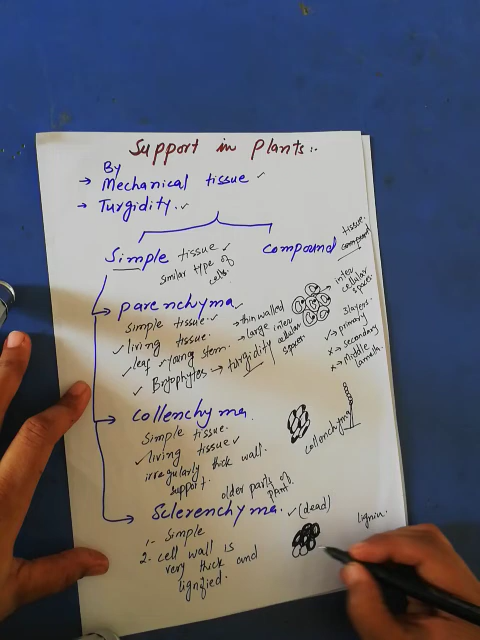 Support in Plants:.
By
→ Mechanical tissue ✓
→ Turgidity. ✓
Simple tissue ✓
similar type of
cells.
compound
tissue.
compound
parenchyma ✓
simple tissue. ✓
✓ living tissue.
✓ leaf ✓ young stem.
✓ Bryophytes → turgidity
→ thin walled
→ large inter
cellular
spaces
inter
cellular
spaces
3layers-
✓→ primary
x→ secondary
x→ middle
lamella.
collenchyma.
simple tissue.
✓ living tissue ✓
irregularly thick wall.
support.
older parts of
plant.
collenchyma
Sclerenchyma. ✓ (dead)
1- simple
2- cell wall is
very thick and
lignified.
lignin.